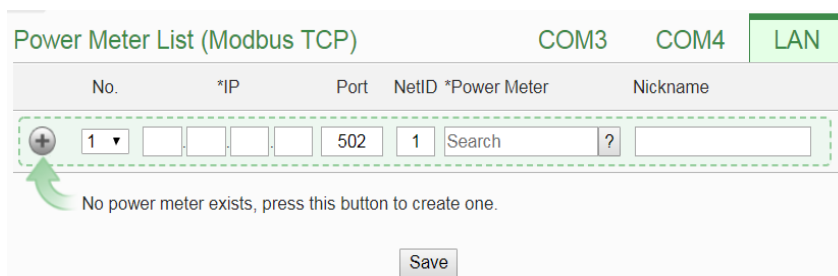 Power Meter List (Modbus TCP) COM3 COM4 LAN
No. *IP Port NetID *Power Meter Nickname
1 . . . 502 1 Search ?
No power meter exists, press this button to create one.
Save